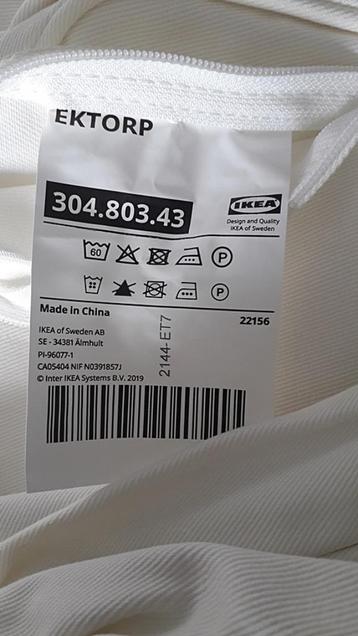 EKTORP
304.803.43
IKEA
Design and Quality
IKEA of Sweden
60 P
P
Made in China
22156
IKEA of Sweden AB
SE - 34381 Älmhult
PI-96077-1
CA05404 NIF N0391857J
© Inter IKEA Systems B.V. 2019
2144-ET7